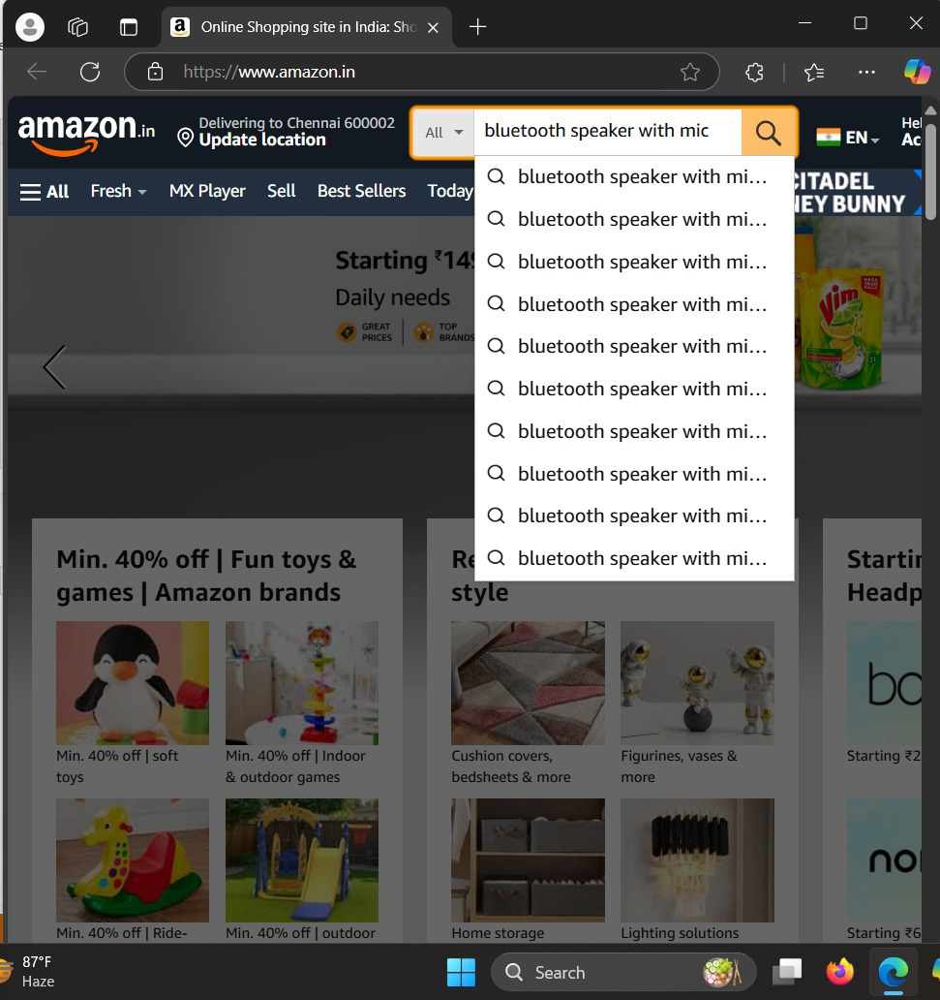 Online Shopping site in India: Sho
https://www.amazon.in
amazon.in
Delivering to Chennai 600002
Update location
All
bluetooth speaker with mic
EN
Hel
Ac
All
Fresh
MX Player
Sell
Best Sellers
Today
CITADEL
NEY BUNNY
bluetooth speaker with mi...
bluetooth speaker with mi...
bluetooth speaker with mi...
bluetooth speaker with mi...
bluetooth speaker with mi...
bluetooth speaker with mi...
bluetooth speaker with mi...
bluetooth speaker with mi...
bluetooth speaker with mi...
bluetooth speaker with mi...
Starting ₹149
Daily needs
GREAT
PRICES
TOP
BRANDS
MEGA
VALUE
PACK
Vim
2L
Min. 40% off | Fun toys &
games | Amazon brands
Min. 40% off | soft
toys
Min. 40% off | Indoor
& outdoor games
Min. 40% off | Ride-
Min. 40% off | outdoor
Re
style
Cushion covers,
bedsheets & more
Figurines, vases &
more
Home storage
Lighting solutions
Startin
Headp
bo
Starting ₹2
noi
Starting ₹6
87°F
Haze
Search